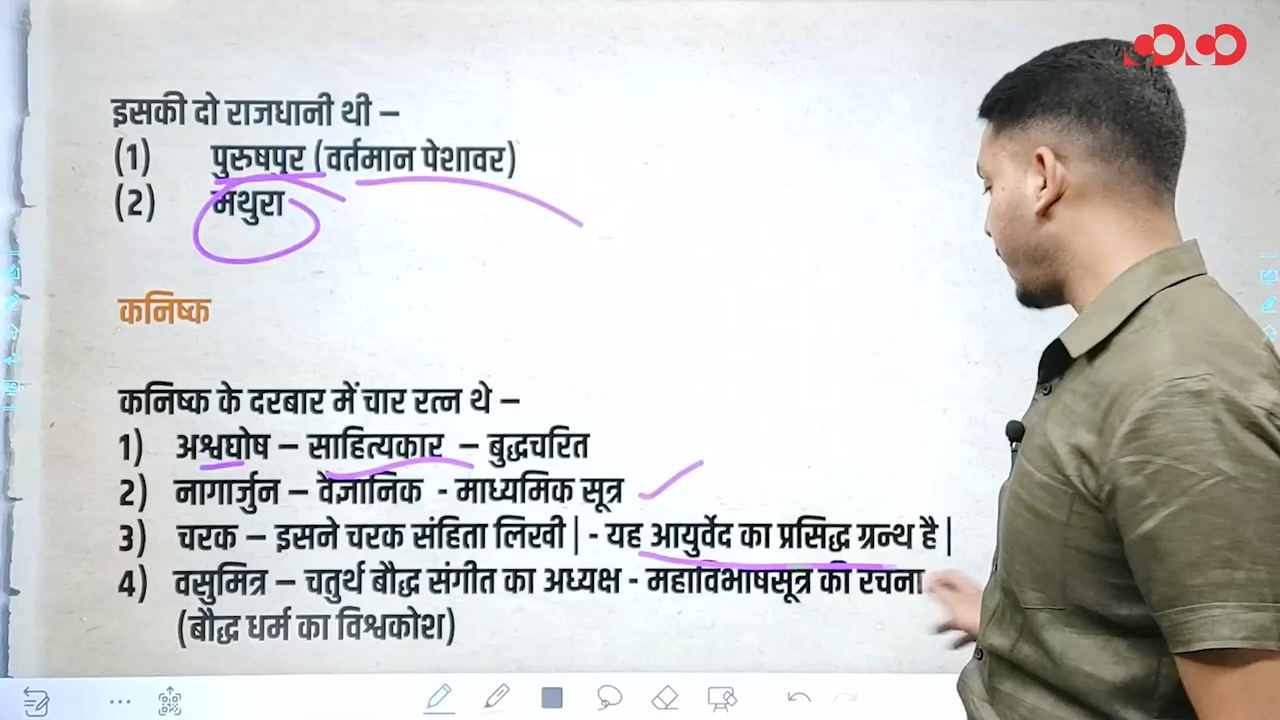 इसकी दो राजधानी थी –
(1) पुरुषपुर (वर्तमान पेशावर)
(2) मथुरा
कनिष्क
कनिष्क के दरबार में चार रत्न थे –
1) अश्वघोष – साहित्यकार – बुद्धचरित
2) नागार्जुन – वैज्ञानिक - माध्यमिक सूत्र
3) चरक – इसने चरक संहिता लिखी | - यह आयुर्वेद का प्रसिद्ध ग्रन्थ है |
4) वसुमित्र – चतुर्थ बौद्ध संगीत का अध्यक्ष - महाविभाषसूत्र की रचना
(बौद्ध धर्म का विश्वकोश)